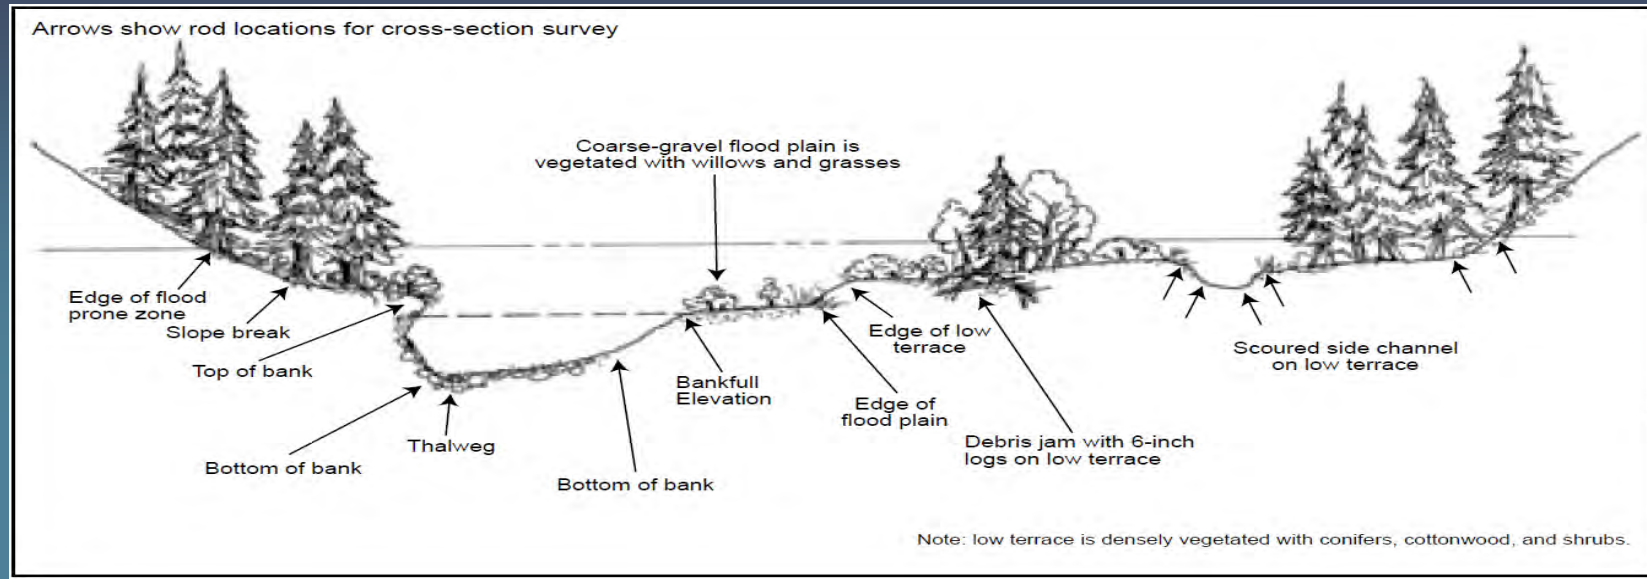 Arrows show rod locations for cross-section survey
Coarse-gravel flood plain is
vegetated with willows and grasses
Edge of flood
prone zone
Slope break
Top of bank
Bottom of bank
Thalweg
Bottom of bank
Bankfull
Elevation
Edge of low
terrace
Edge of
flood plain
Debris jam with 6-inch
logs on low terrace
Scoured side channel
on low terrace
Note: low terrace is densely vegetated with conifers, cottonwood, and shrubs.